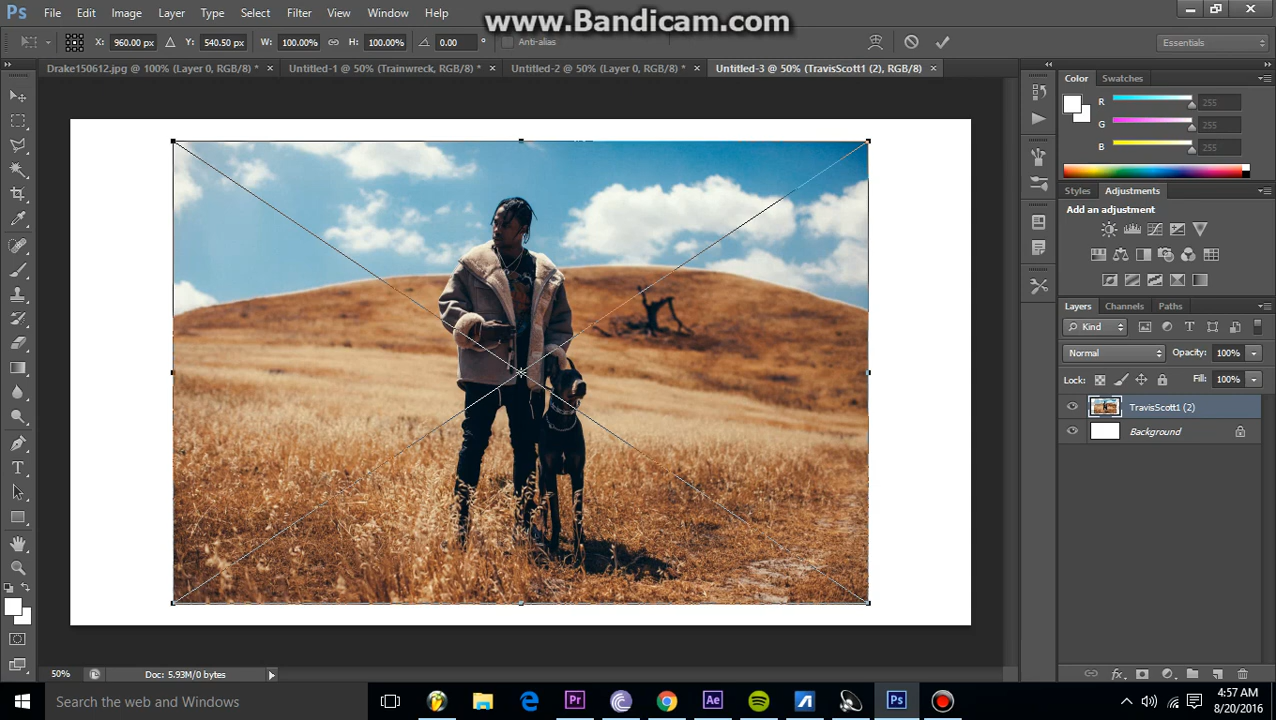 www.Bandicam.com
Ps File Edit Image Layer Type Select Filter View Window Help
X: 960.00 px Y: 540.50 px W: 100.00% H: 100.00% 0.00 ° Anti-alias Essentials
Drake150612.jpg @ 100% (Layer 0, RGB/8) * × Untitled-1 @ 50% (Trainwreck, RGB/8) * × Untitled-2 @ 50% (Layer 0, RGB/8) * × Untitled-3 @ 50% (TravisScott1 (2), RGB/8) ×
Color Swatches
R 255
G 255
B 255
Styles Adjustments
Add an adjustment
Layers Channels Paths
Kind
Normal Opacity: 100%
Lock: Fill: 100%
TravisScott1 (2)
Background
50% Doc: 5.93M/0 bytes
Search the web and Windows
Pr Ae Ps
4:57 AM
8/20/2016